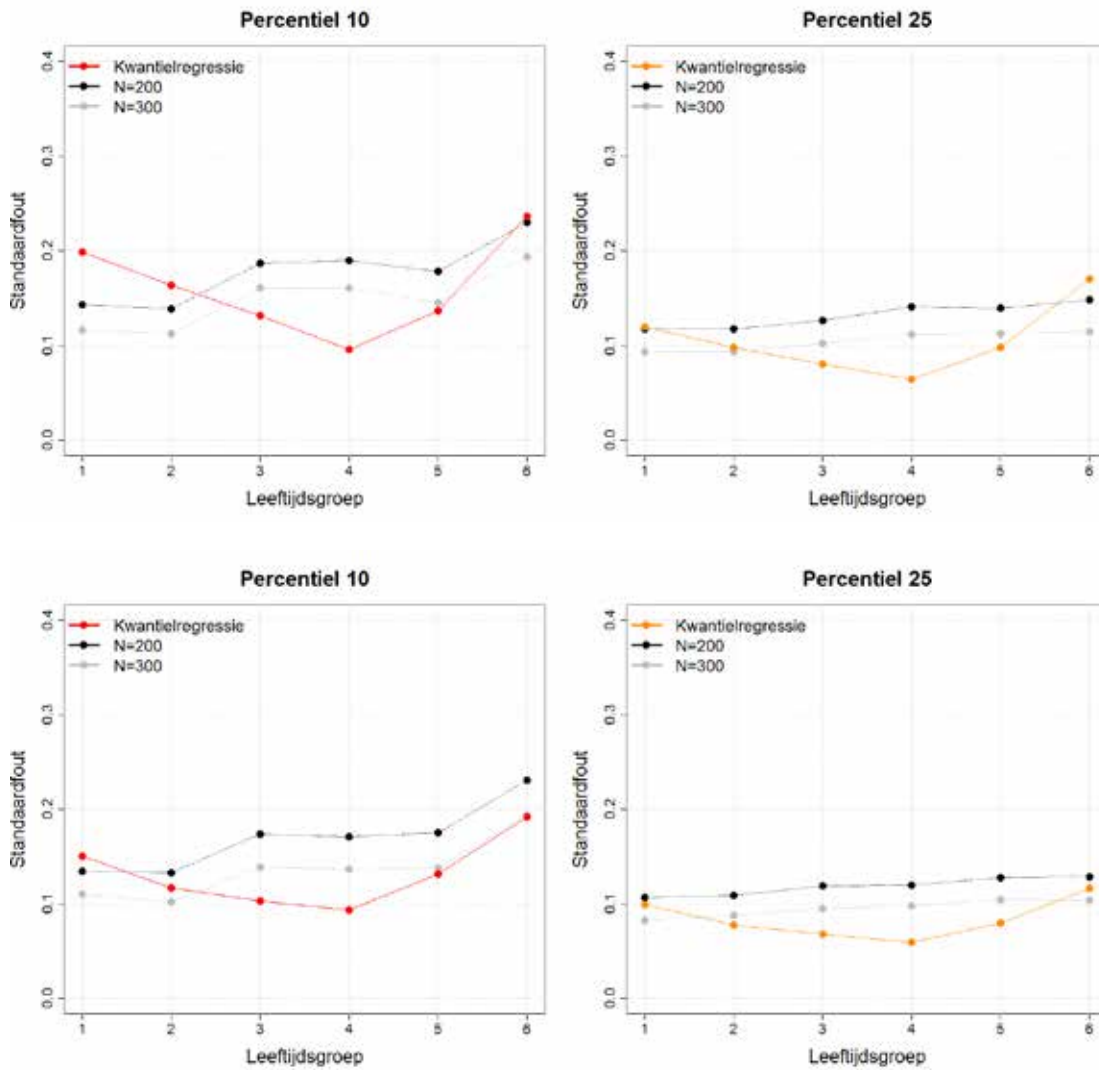 Percentiel 10
Kwantielregressie
N=200
N=300
0.4
0.3
0.2
0.1
0.0
Standaardfout
1 2 3 4 5 6
Leeftijdsgroep
Percentiel 25
Kwantielregressie
N=200
N=300
0.4
0.3
0.2
0.1
0.0
Standaardfout
1 2 3 4 5 6
Leeftijdsgroep
Percentiel 10
Kwantielregressie
N=200
N=300
0.4
0.3
0.2
0.1
0.0
Standaardfout
1 2 3 4 5 6
Leeftijdsgroep
Percentiel 25
Kwantielregressie
N=200
N=300
0.4
0.3
0.2
0.1
0.0
Standaardfout
1 2 3 4 5 6
Leeftijdsgroep